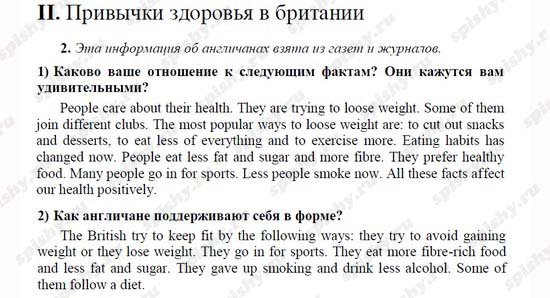 II. Привычки здоровья в британии
2. Эта информация об англичанах взята из газет и журналов.
1) Каково ваше отношение к следующим фактам? Они кажутся вам
удивительными?
People care about their health. They are trying to loose weight. Some of them
join different clubs. The most popular ways to loose weight are: to cut out snacks
and desserts, to eat less of everything and to exercise more. Eating habits has
changed now. People eat less fat and sugar and more fibre. They prefer healthy
food. Many people go in for sports. Less people smoke now. All these facts affect
our health positively.
2) Как англичане поддерживают себя в форме?
The British try to keep fit by the following ways: they try to avoid gaining
weight or they lose weight. They go in for sports. They eat more fibre-rich food
and less fat and sugar. They gave up smoking and drink less alcohol. Some of
them follow a diet.